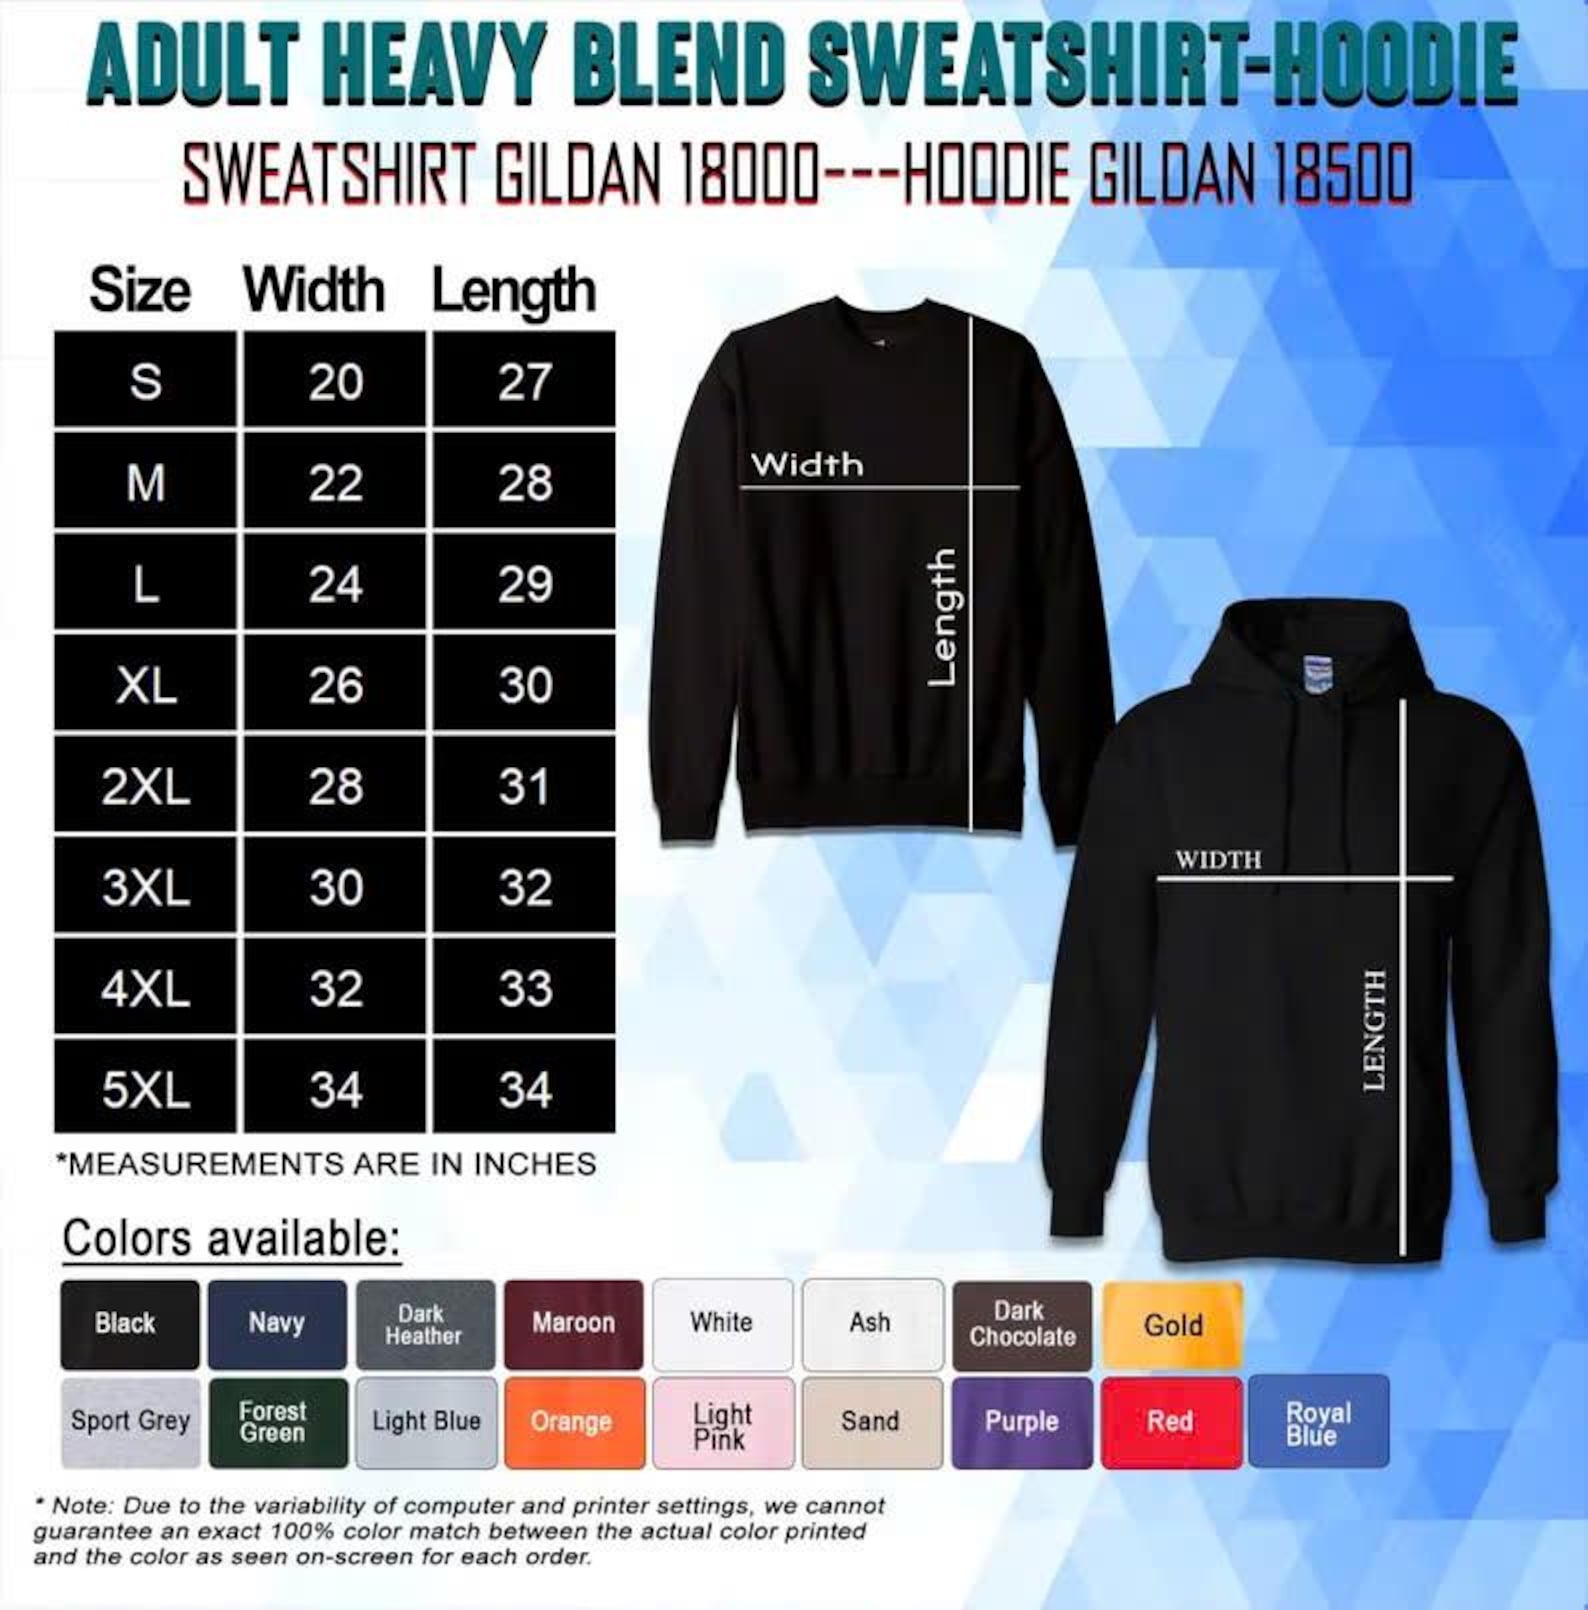 ADULT HEAVY BLEND SWEATSHIRT-HOODIE
SWEATSHIRT GILDAN 18000---HOODIE GILDAN 18500
Size Width Length
S 20 27
M 22 28
L 24 29
XL 26 30
2XL 28 31
3XL 30 32
4XL 32 33
5XL 34 34
*MEASUREMENTS ARE IN INCHES
Width
Length
WIDTH
LENGTH
Colors available:
Black
Navy
Dark
Heather
Maroon
White
Ash
Dark
Chocolate
Gold
Sport Grey
Forest
Green
Light Blue
Orange
Light
Pink
Sand
Purple
Red
Royal
Blue
* Note: Due to the variability of computer and printer settings, we cannot
guarantee an exact 100% color match between the actual color printed
and the color as seen on-screen for each order.